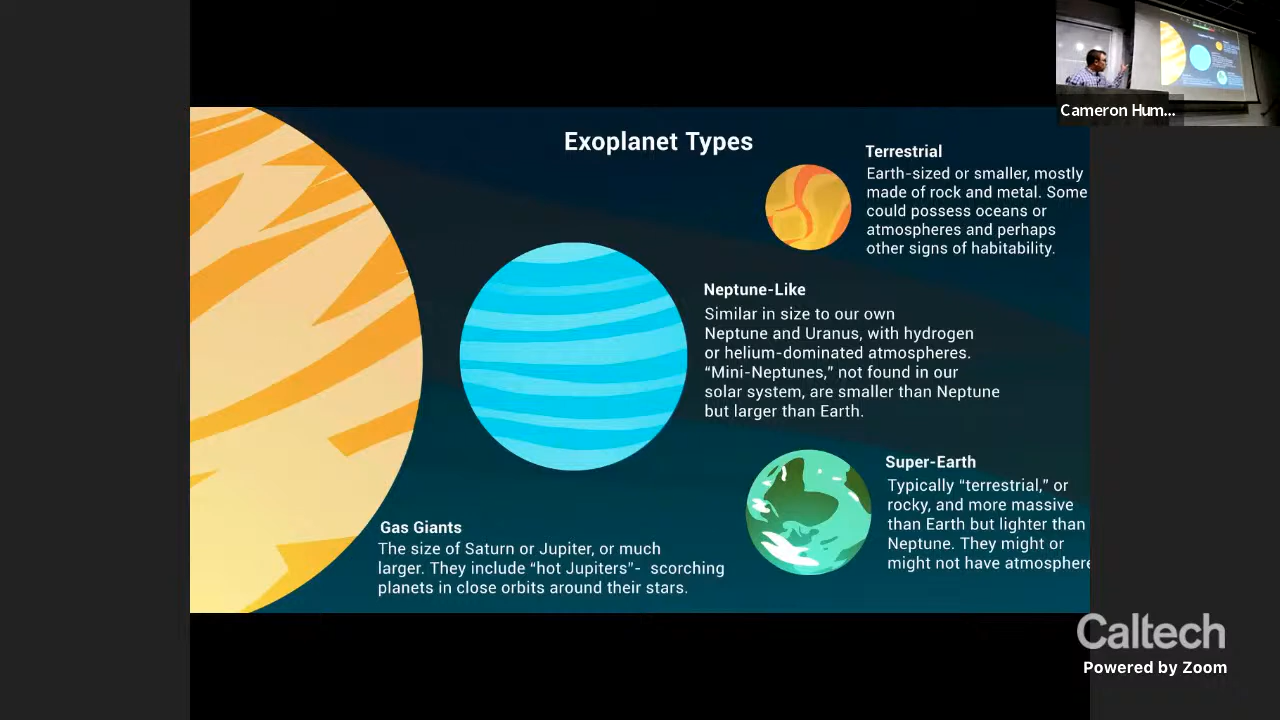 Cameron Hum...
Exoplanet Types
Terrestrial
Earth-sized or smaller, mostly
made of rock and metal. Some
could possess oceans or
atmospheres and perhaps
other signs of habitability.
Neptune-Like
Similar in size to our own
Neptune and Uranus, with hydrogen
or helium-dominated atmospheres.
“Mini-Neptunes,” not found in our
solar system, are smaller than Neptune
but larger than Earth.
Super-Earth
Typically “terrestrial,” or
rocky, and more massive
than Earth but lighter than
Neptune. They might or
might not have atmosphere
Gas Giants
The size of Saturn or Jupiter, or much
larger. They include “hot Jupiters”- scorching
planets in close orbits around their stars.
Caltech
Powered by Zoom